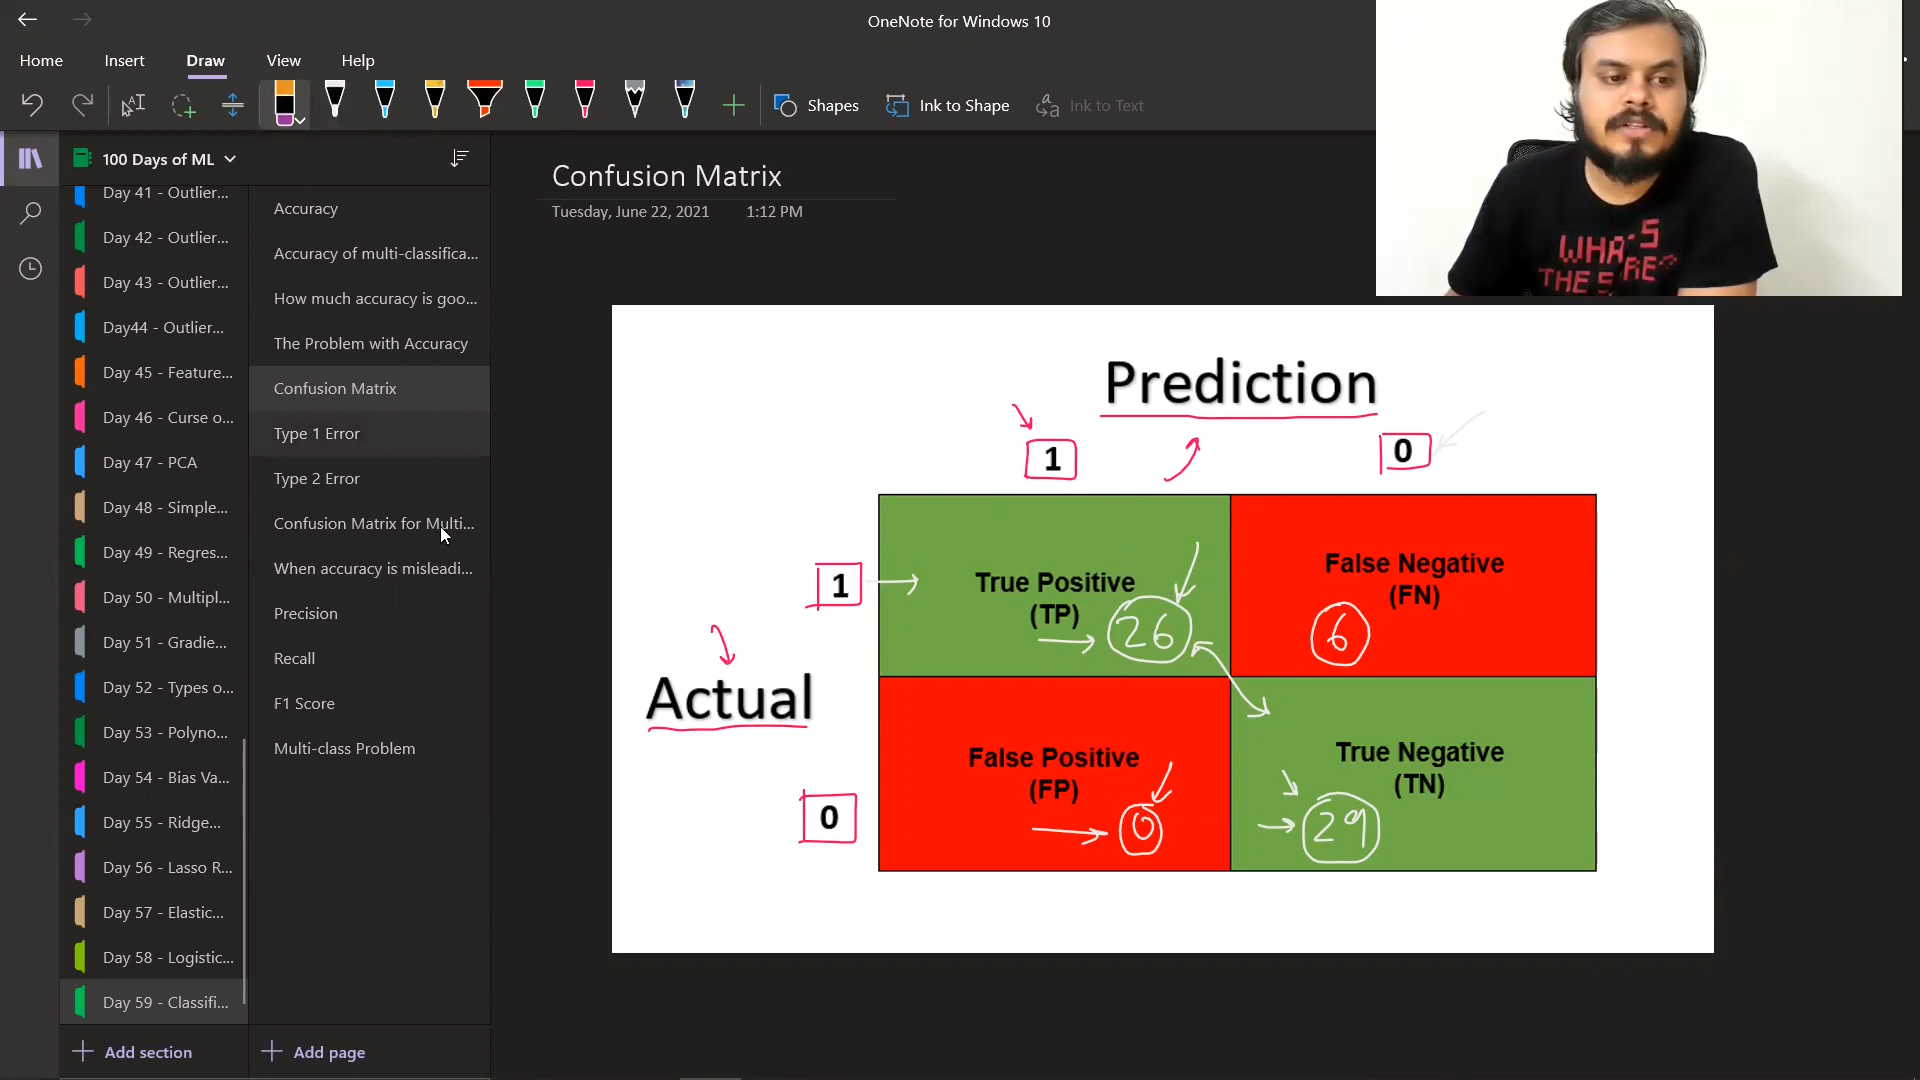 OneNote for Windows 10
Home
Insert
Draw
View
Help
Shapes
Ink to Shape
Ink to Text
100 Days of ML
Day 41 - Outlier...
Day 42 - Outlier...
Day 43 - Outlier...
Day44 - Outlier...
Day 45 - Feature...
Day 46 - Curse o...
Day 47 - PCA
Day 48 - Simple...
Day 49 - Regres...
Day 50 - Multipl...
Day 51 - Gradie...
Day 52 - Types o...
Day 53 - Polyno...
Day 54 - Bias Va...
Day 55 - Ridge...
Day 56 - Lasso R...
Day 57 - Elastic...
Day 58 - Logistic...
Day 59 - Classifi...
Add section
Accuracy
Accuracy of multi-classifica...
How much accuracy is goo...
The Problem with Accuracy
Confusion Matrix
Type 1 Error
Type 2 Error
Confusion Matrix for Multi...
When accuracy is misleadi...
Precision
Recall
F1 Score
Multi-class Problem
Add page
Confusion Matrix
Tuesday, June 22, 2021 1:12 PM
Prediction
1
0
Actual
1
0
True Positive
(TP)
26
False Negative
(FN)
6
False Positive
(FP)
0
True Negative
(TN)
29
THE